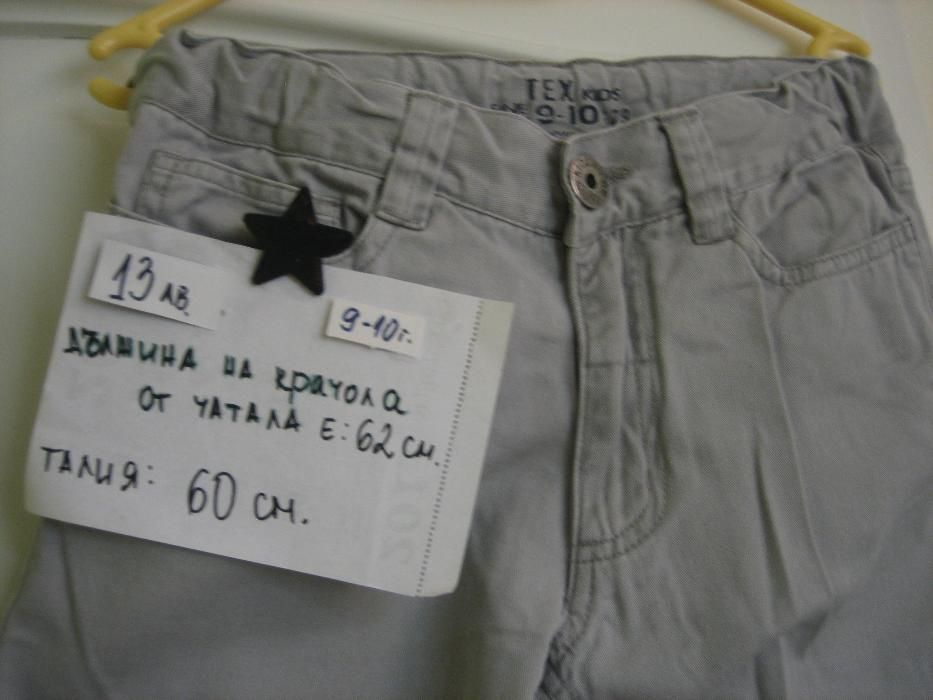 TEX KIDS
9-10
13 лв.
9-10г.
ДЪЛЖИНА НА крачола
от ЧАТАЛА Е: 62 см.
ТАЛИЯ: 60 см.